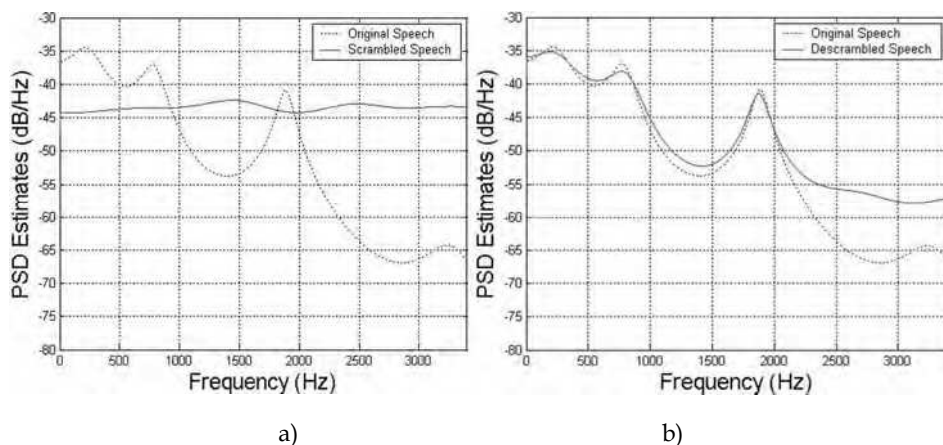 Original Speech
Scrambled Speech
-30
-35
-40
-45
-50
-55
-60
-65
-70
-75
-80
PSD Estimates (dB/Hz)
0 500 1000 1500 2000 2500 3000
Frequency (Hz)
a)
Original Speech
Descrambled Speech
-30
-35
-40
-45
-50
-55
-60
-65
-70
-75
-80
PSD Estimates (dB/Hz)
0 500 1000 1500 2000 2500 3000
Frequency (Hz)
b)